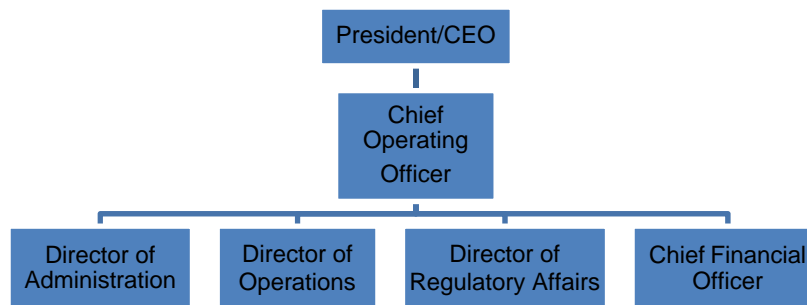 President/CEO
Chief
Operating
Officer
Director of
Administration
Director of
Operations
Director of
Regulatory Affairs
Chief Financial
Officer